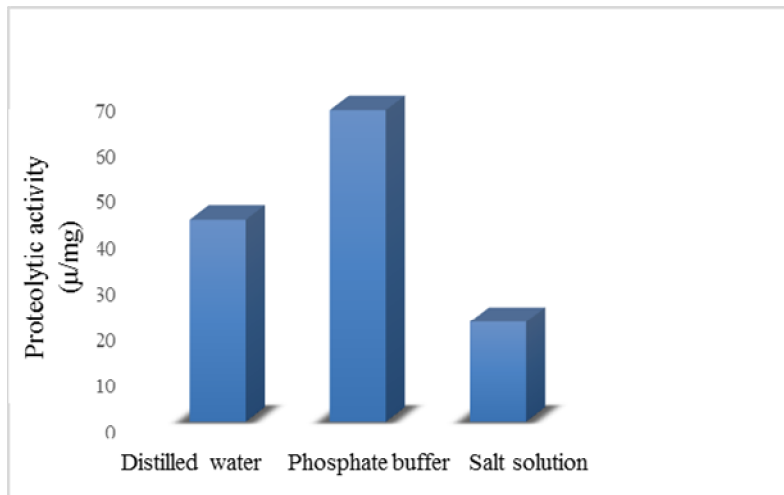 Proteolytic activity
(μ/mg)
70
60
50
40
30
20
10
0
Distilled water Phosphate buffer Salt solution